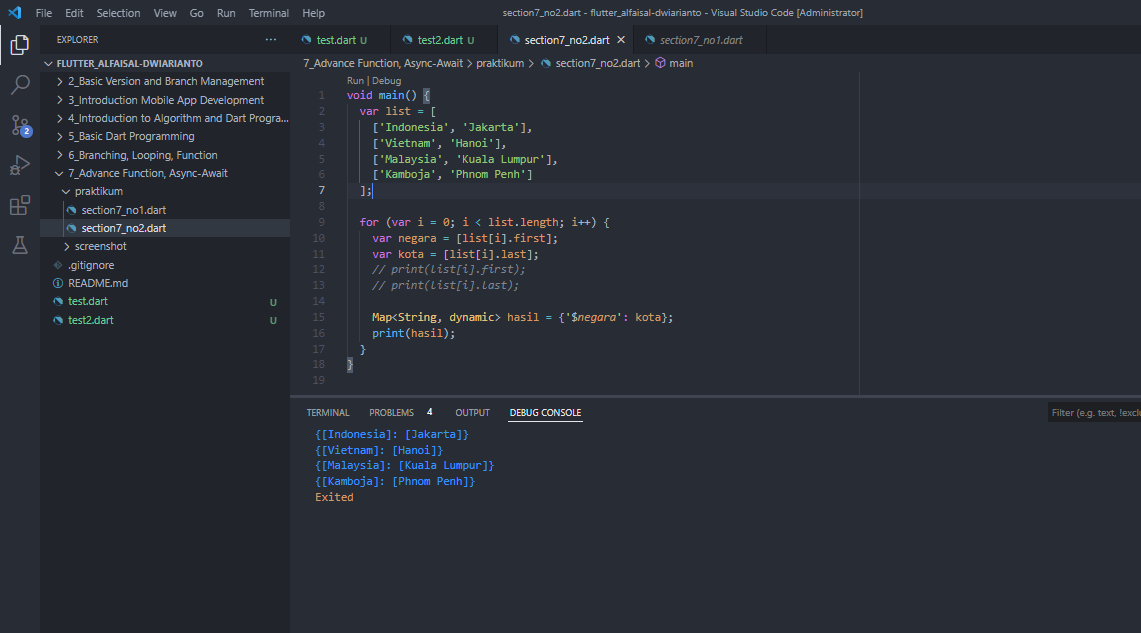 File Edit Selection View Go Run Terminal Help section7_no2.dart - flutter_alfaisal-dwiarianto - Visual Studio Code [Administrator]
EXPLORER ...
FLUTTER_ALFAISAL-DWIARIANTO
2_Basic Version and Branch Management
3_Introduction Mobile App Development
4_Introduction to Algorithm and Dart Progra...
5_Basic Dart Programming
6_Branching, Looping, Function
7_Advance Function, Async-Await
praktikum
section7_no1.dart
section7_no2.dart
screenshot
.gitignore
README.md
test.dart U
test2.dart U
2
test.dart U test2.dart U section7_no2.dart section7_no1.dart
7_Advance Function, Async-Await > praktikum > section7_no2.dart > main
Run | Debug
1 void main() {
2 var list = [
3 ['Indonesia', 'Jakarta'],
4 ['Vietnam', 'Hanoi'],
5 ['Malaysia', 'Kuala Lumpur'],
6 ['Kamboja', 'Phnom Penh']
7 ];
8
9 for (var i = 0; i < list.length; i++) {
10 var negara = [list[i].first];
11 var kota = [list[i].last];
12 // print(list[i].first);
13 // print(list[i].last);
14
15 Map<String, dynamic> hasil = {'$negara': kota};
16 print(hasil);
17 }
18 }
19
TERMINAL PROBLEMS 4 OUTPUT DEBUG CONSOLE Filter (e.g. text, !exclu
{[Indonesia]: [Jakarta]}
{[Vietnam]: [Hanoi]}
{[Malaysia]: [Kuala Lumpur]}
{[Kamboja]: [Phnom Penh]}
Exited